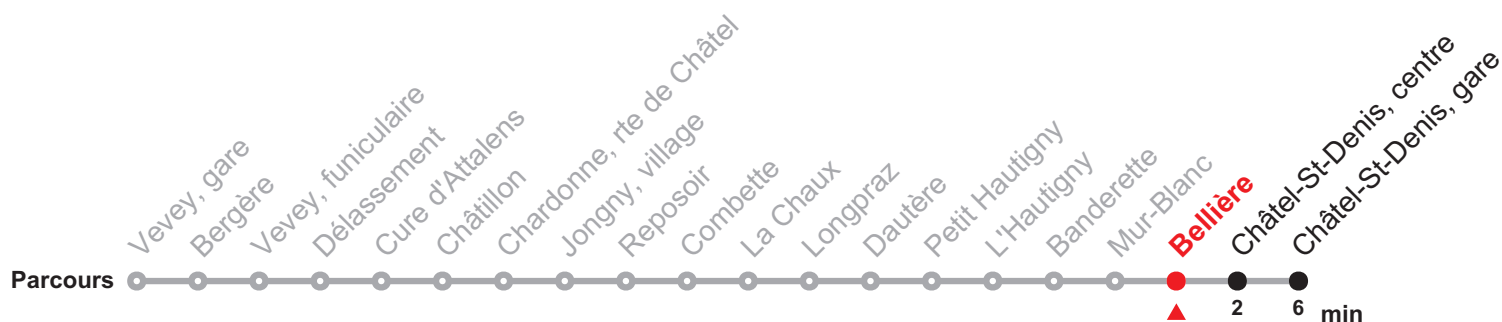 Vevey, gare
Bergère
Vevey, funiculaire
Délassement
Cure d'Attalens
Châtillon
Chardonne, rte de Châtel
Jongny, village
Reposoir
Combette
La Chaux
Longpraz
Dautère
Petit Hautigny
L'Hautigny
Banderette
Mur-Blanc
Bellière
Châtel-St-Denis, centre
Châtel-St-Denis, gare
Parcours
2 6 min